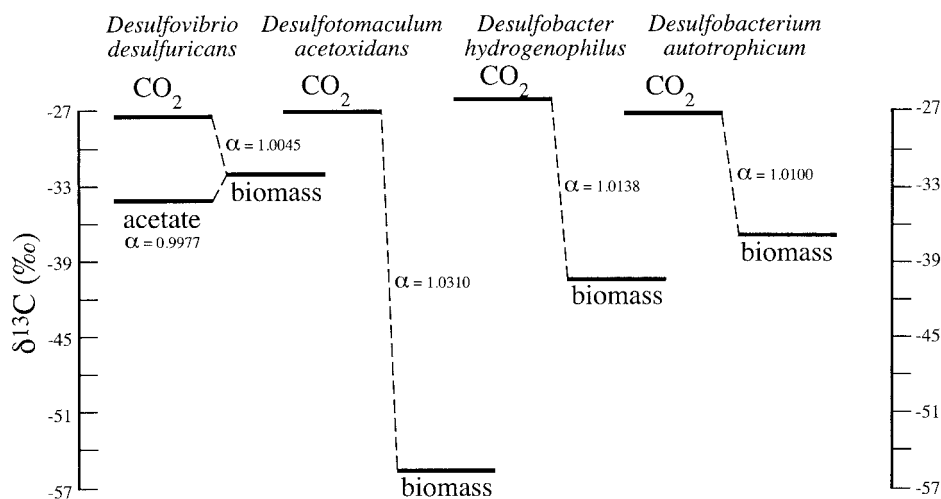 Desulfovibrio
desulfuricans
Desulfotomaculum
acetoxidans
Desulfobacter
hydrogenophilus
Desulfobacterium
autotrophicum
CO2
CO2
CO2
CO2
-27
-33
-39
-45
-51
-57
δ13C (‰)
α = 1.0045
biomass
acetate
α = 0.9977
α = 1.0310
biomass
α = 1.0138
biomass
α = 1.0100
biomass
-27
-33
-39
-45
-51
-57